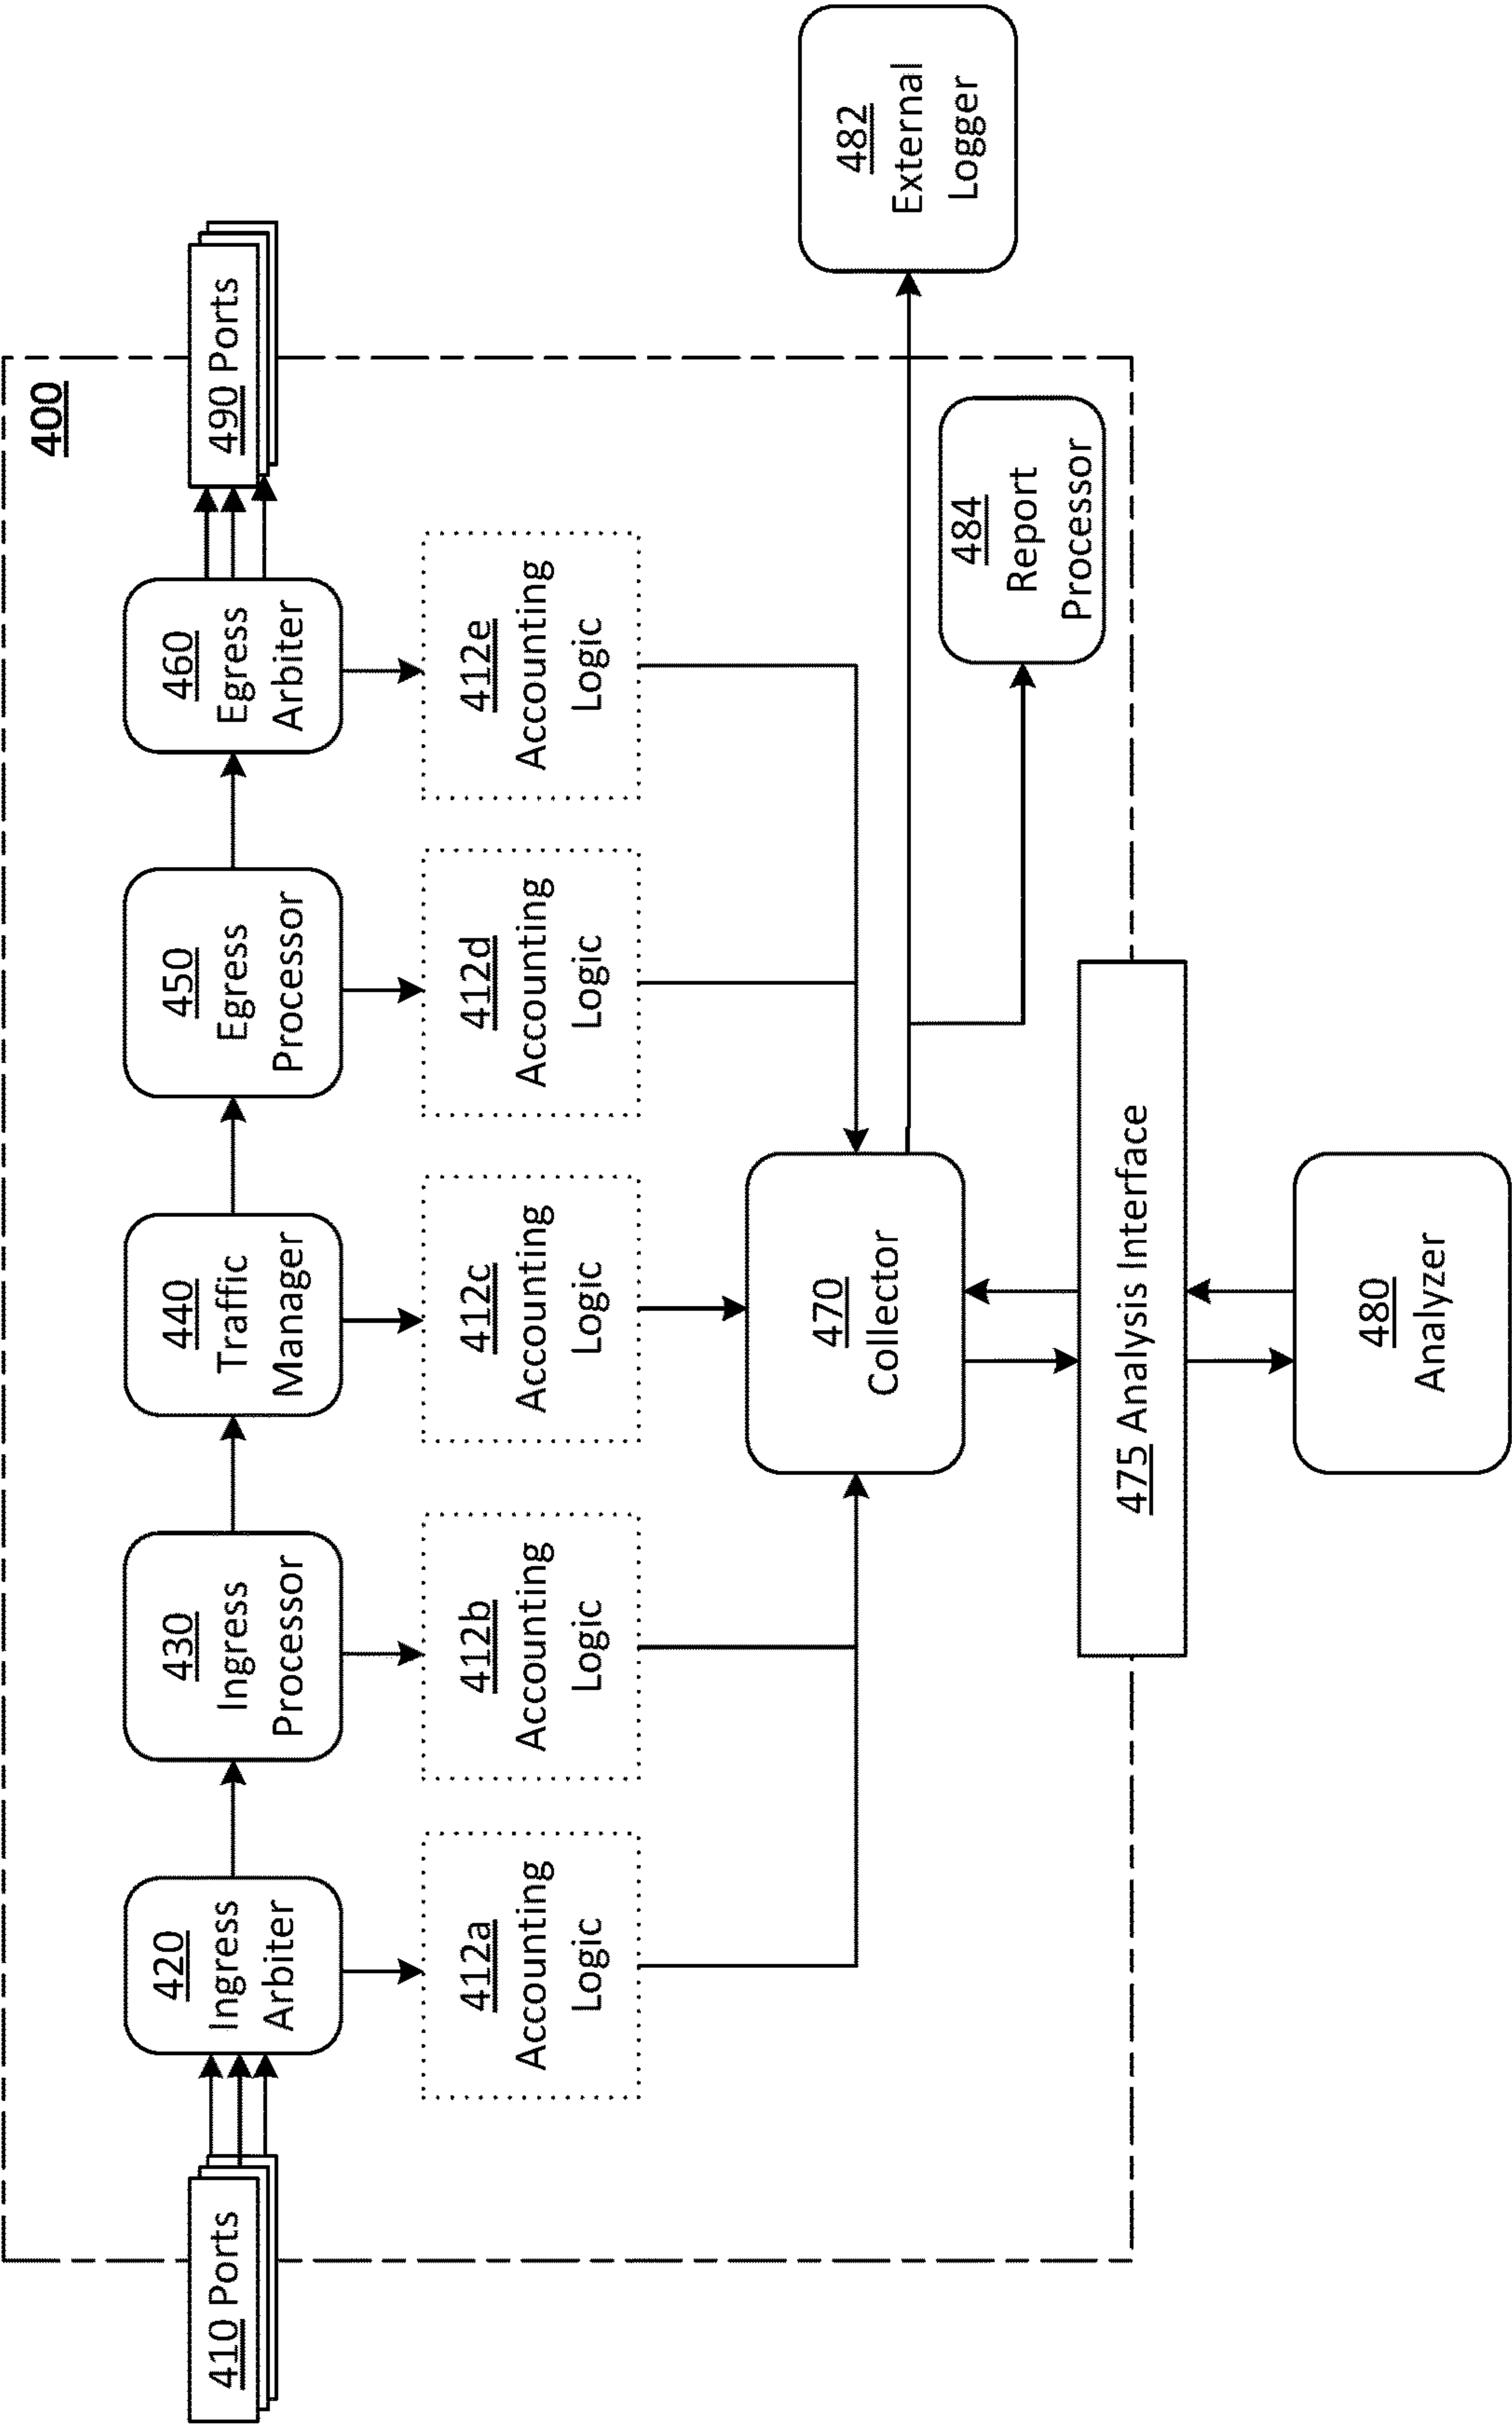 400
410 Ports
420
Ingress
Arbiter
430
Ingress
Processor
440
Traffic
Manager
450
Egress
Processor
460
Egress
Arbiter
490 Ports
412a
Accounting
Logic
412b
Accounting
Logic
412c
Accounting
Logic
412d
Accounting
Logic
412e
Accounting
Logic
470
Collector
482
External
Logger
484
Report
Processor
475 Analysis Interface
480
Analyzer